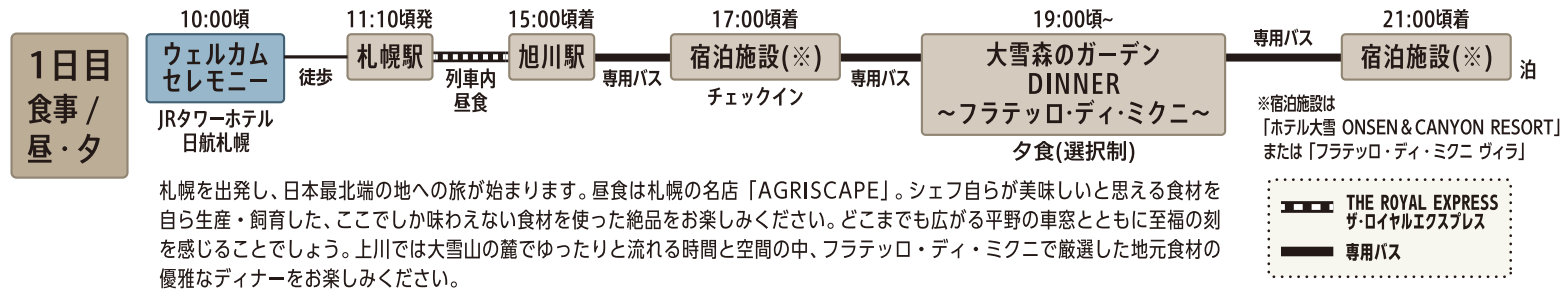 10:00頃
11:10頃発
15:00頃着
17:00頃着
19:00頃~
21:00頃着
1日目
食事 /
昼・夕
ウェルカム
セレモニー
徒歩
札幌駅
列車内
昼食
旭川駅
専用バス
宿泊施設(※)
専用バス
大雪森のガーデン
DINNER
～フラテッロ・ディ・ミクニ～
専用バス
宿泊施設(※)
泊
JRタワーホテル
日航札幌
チェックイン
夕食(選択制)
※宿泊施設は
「ホテル大雪 ONSEN＆CANYON RESORT」
または「フラテッロ・ディ・ミクニ ヴィラ」
札幌を出発し、日本最北端の地への旅が始まります。昼食は札幌の名店「AGRISCAPE」。シェフ自らが美味しいと思える食材を
自ら生産・飼育した、ここでしか味わえない食材を使った絶品をお楽しみください。どこまでも広がる平野の車窓とともに至福の刻
を感じることでしょう。上川では大雪山の麓でゆったりと流れる時間と空間の中、フラテッロ・ディ・ミクニで厳選した地元食材の
優雅なディナーをお楽しみください。
THE ROYAL EXPRESS
ザ・ロイヤルエクスプレス
専用バス